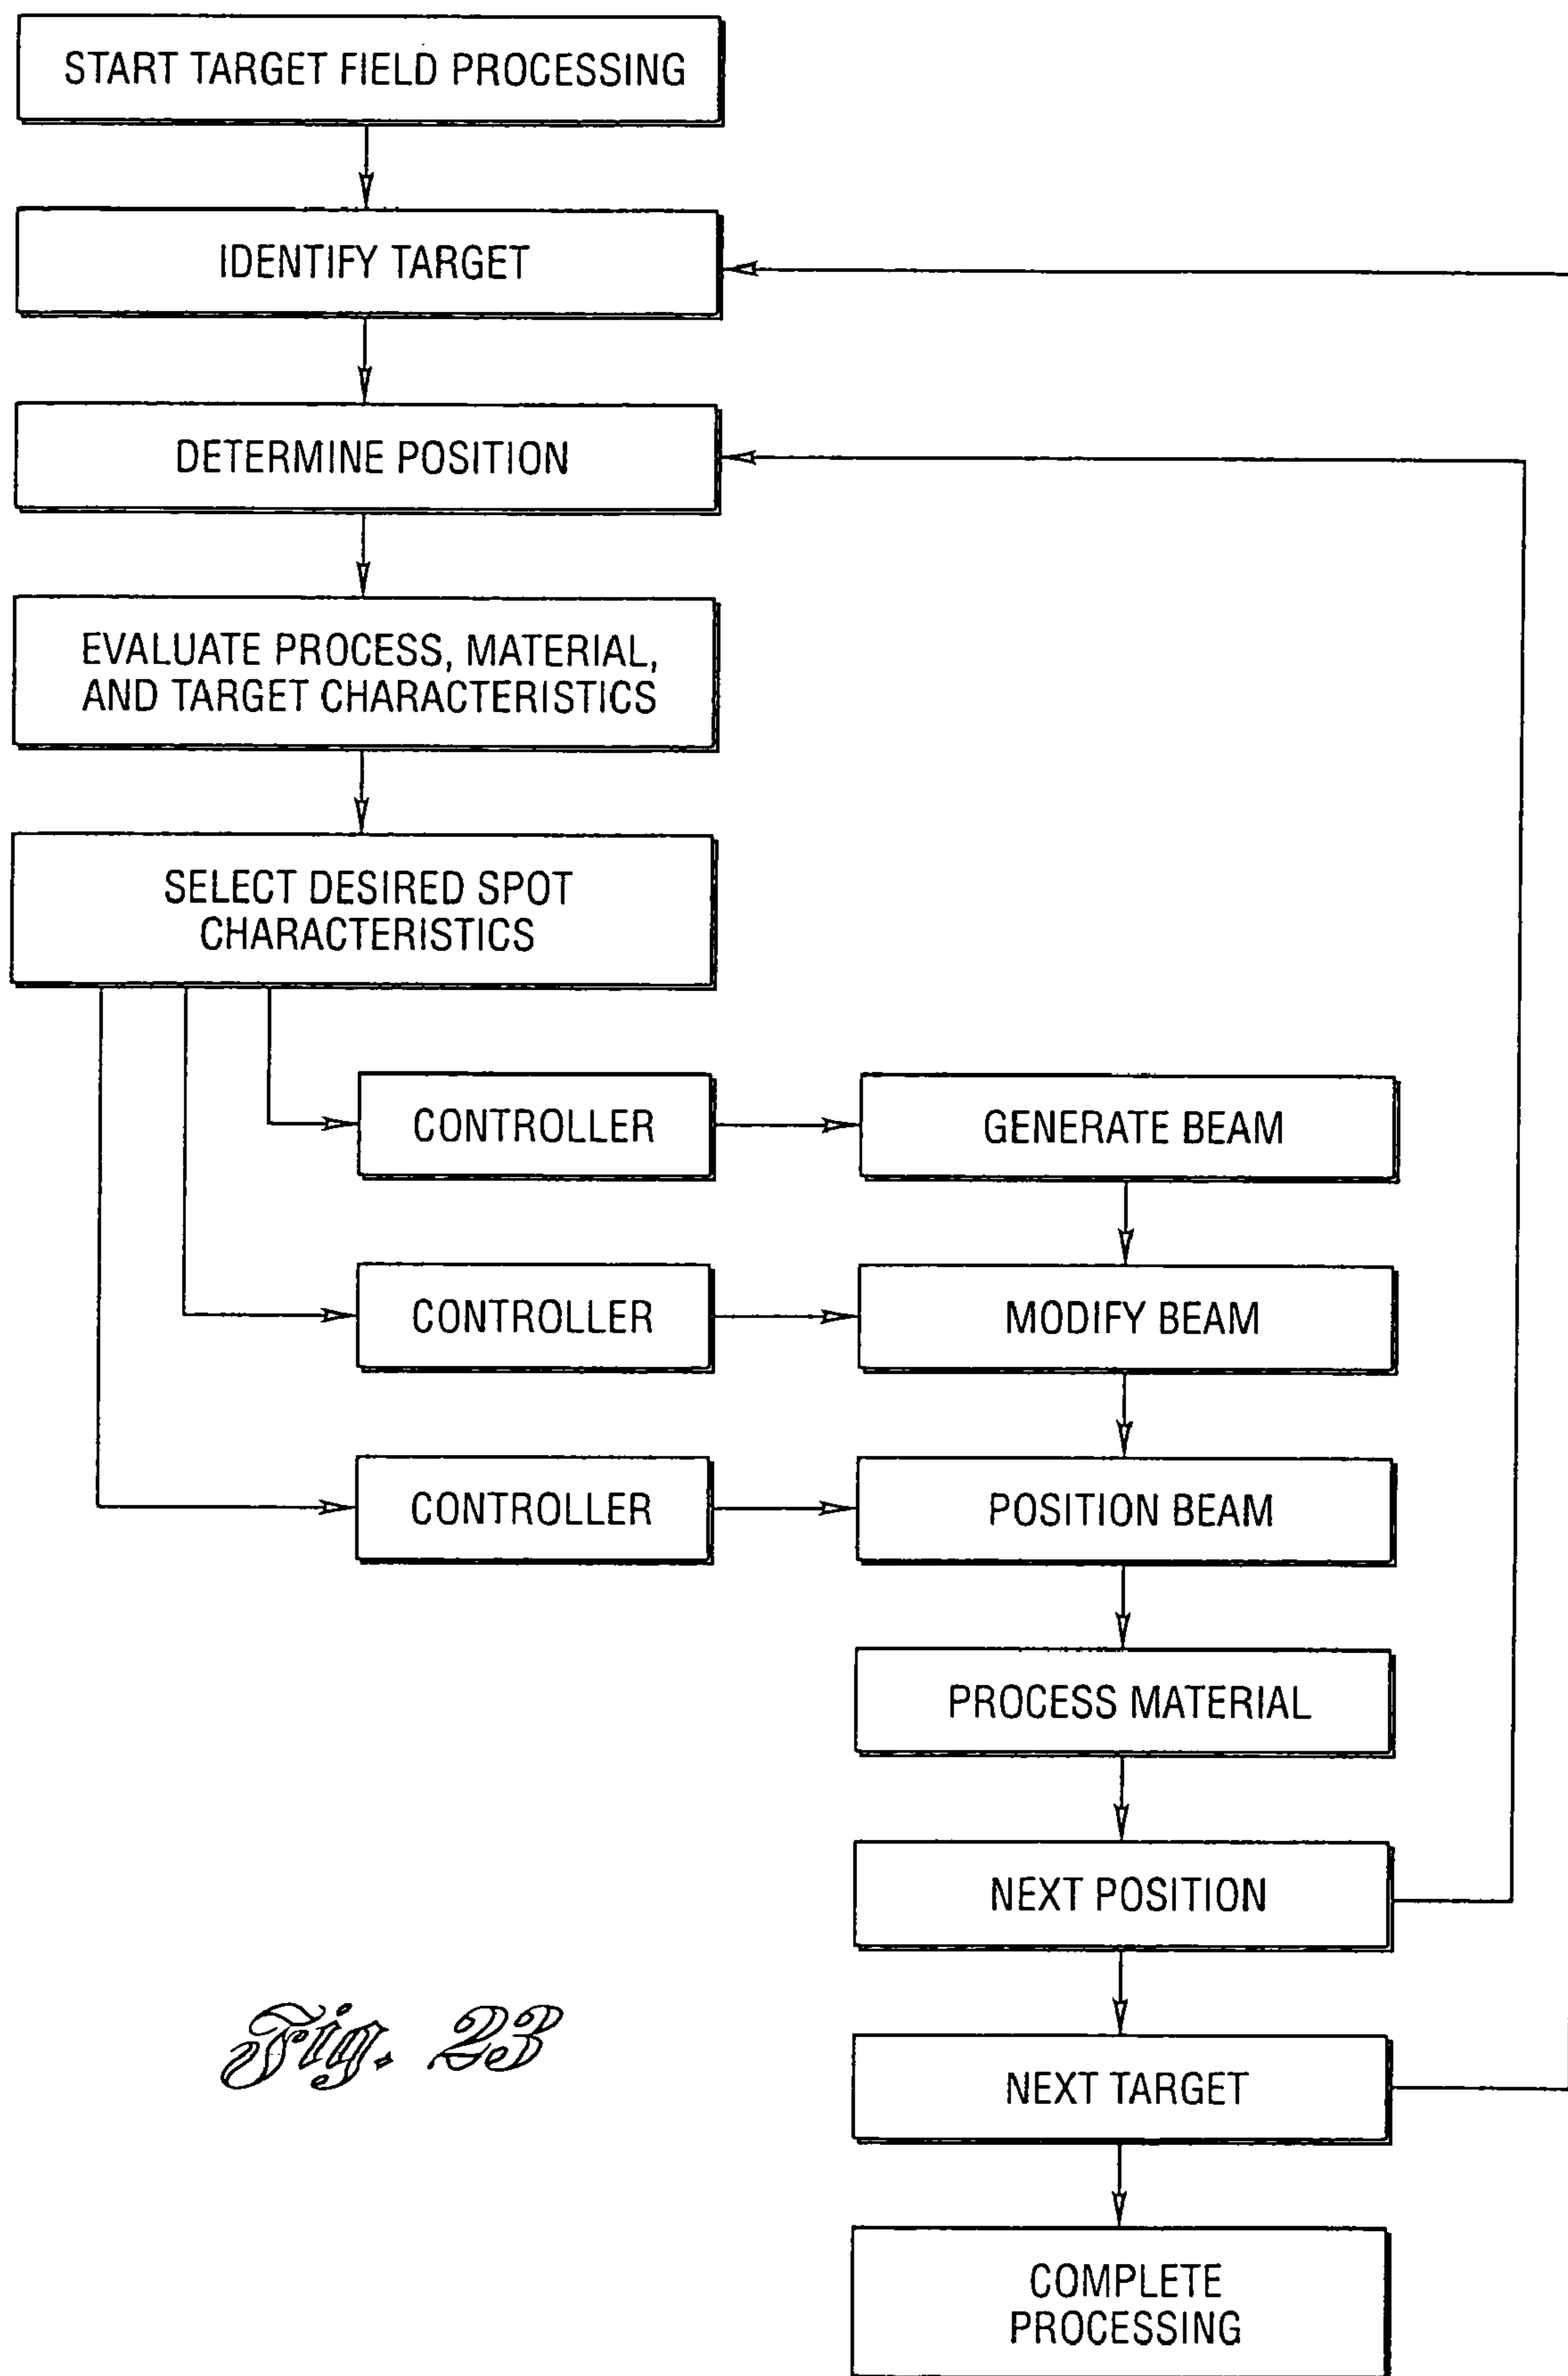 START TARGET FIELD PROCESSING
IDENTIFY TARGET
DETERMINE POSITION
EVALUATE PROCESS, MATERIAL,
AND TARGET CHARACTERISTICS
SELECT DESIRED SPOT
CHARACTERISTICS
CONTROLLER
GENERATE BEAM
CONTROLLER
MODIFY BEAM
CONTROLLER
POSITION BEAM
PROCESS MATERIAL
NEXT POSITION
NEXT TARGET
COMPLETE
PROCESSING
Fig. 23